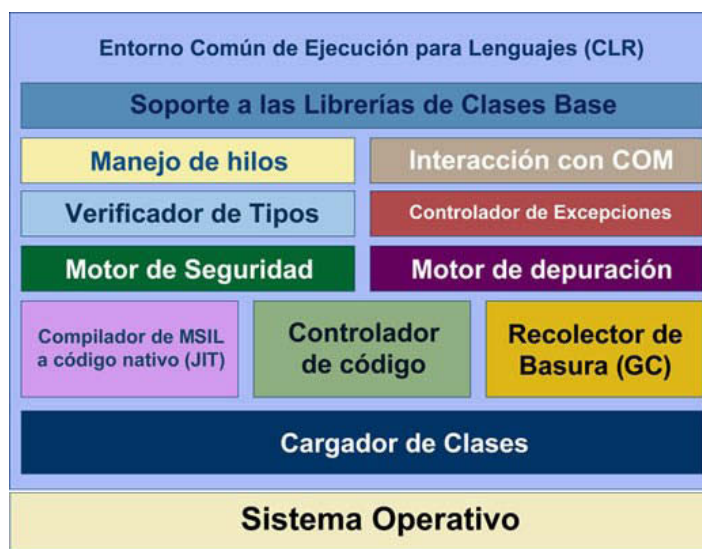 Entorno Común de Ejecución para Lenguajes (CLR)
Soporte a las Librerías de Clases Base
Manejo de hilos
Interacción con COM
Verificador de Tipos
Controlador de Excepciones
Motor de Seguridad
Motor de depuración
Compilador de MSIL
a código nativo (JIT)
Controlador
de código
Recolector de
Basura (GC)
Cargador de Clases
Sistema Operativo